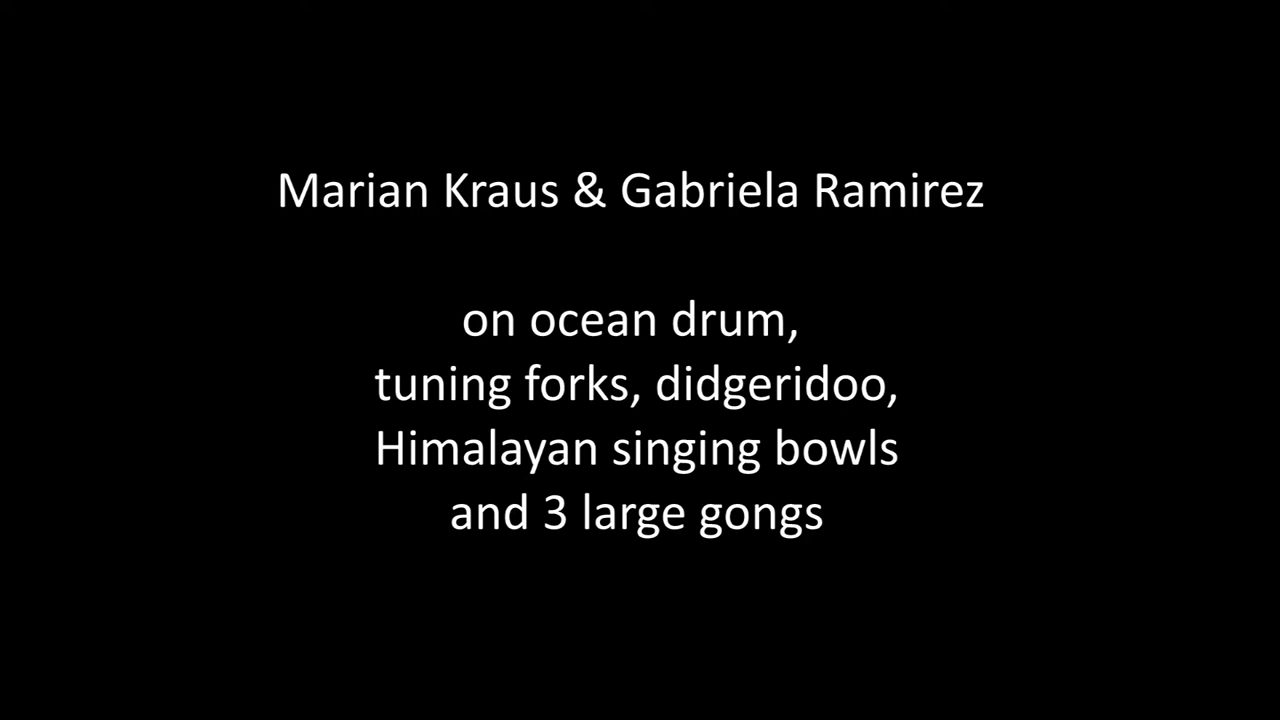 Marian Kraus & Gabriela Ramirez
on ocean drum,
tuning forks, didgeridoo,
Himalayan singing bowls
and 3 large gongs